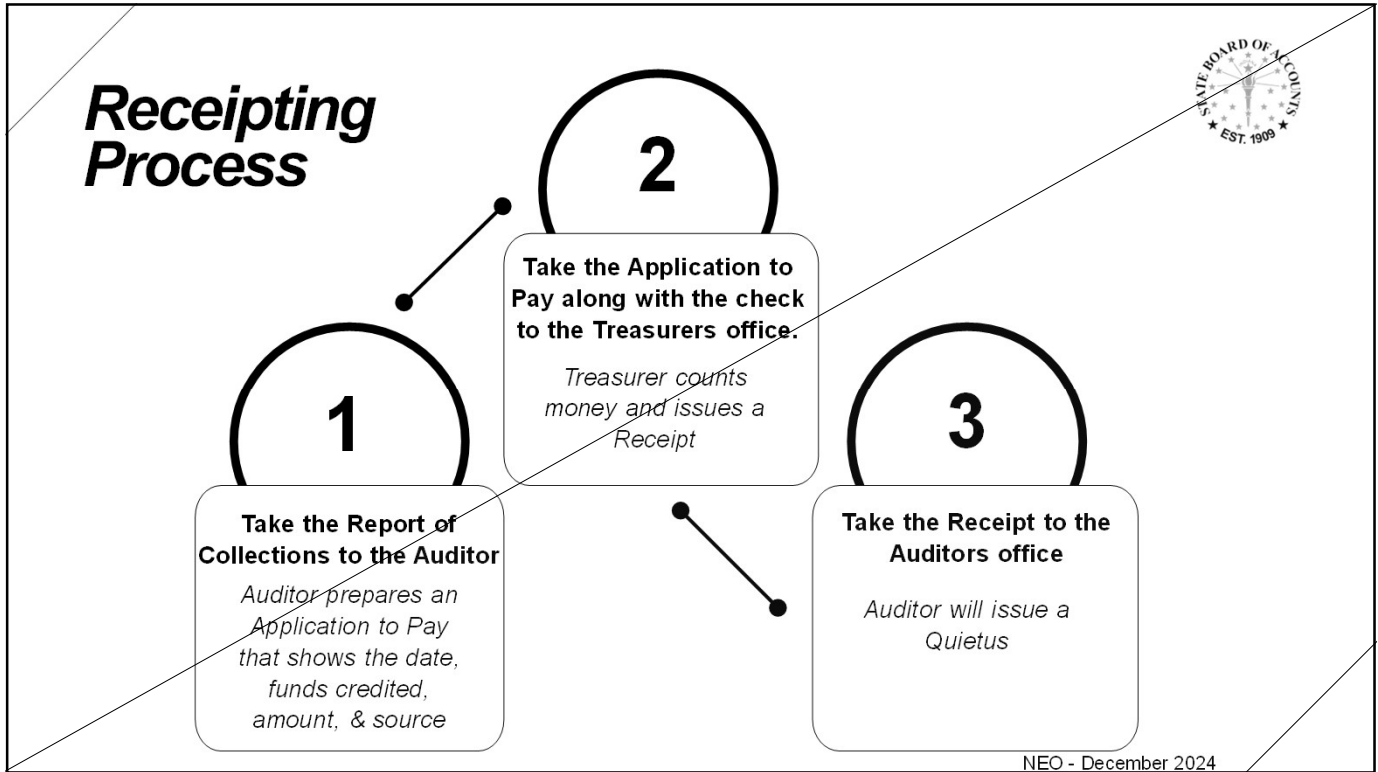 Receipting
Process
STATE BOARD OF ACCOUNTS
★ EST. 1909 ★
1
Take the Report of
Collections to the Auditor
Auditor prepares an
Application to Pay
that shows the date,
funds credited,
amount, & source
2
Take the Application to
Pay along with the check
to the Treasurers office.
Treasurer counts
money and issues a
Receipt
3
Take the Receipt to the
Auditors office
Auditor will issue a
Quietus
NEO - December 2024